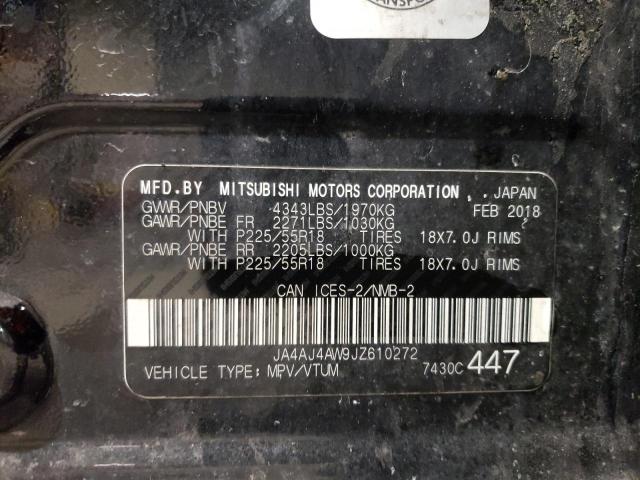 TRANSPORT
MFD.BY MITSUBISHI MOTORS CORPORATION , . JAPAN
GVWR/PNBV 4343LBS/1970KG FEB 2018
GAWR/PNBE FR 2271LBS/1030KG
WITH P225/55R18 TIRES 18X7.0J RIMS
GAWR/PNBE RR 2205LBS/1000KG
WITH P225/55R18 TIRES 18X7.0J RIMS
CAN ICES-2/NMB-2
JA4AJ4AW9JZ610272
VEHICLE TYPE: MPV/VTUM 7430C 447